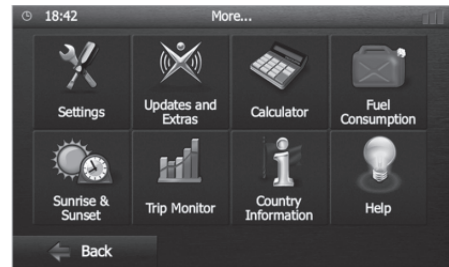 18:42
More...
Settings
Updates and
Extras
Calculator
Fuel
Consumption
Sunrise &
Sunset
Trip Monitor
Country
Information
Help
Back